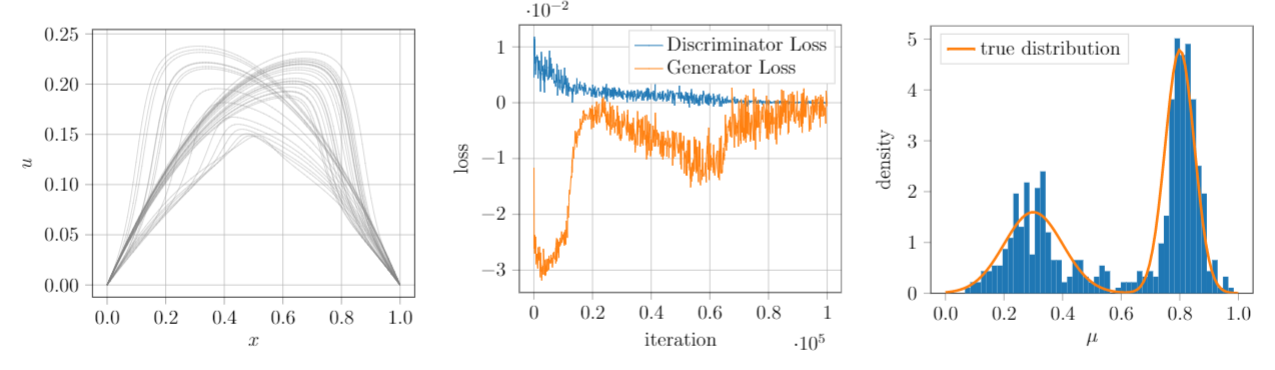 0.25
0.20
0.15
0.10
0.05
0.00
u
0.0 0.2 0.4 0.6 0.8 1.0
x
·10⁻²
1
0
−1
−2
−3
loss
Discriminator Loss
Generator Loss
0 0.2 0.4 0.6 0.8 1
iteration
·10⁵
5
4
3
2
1
0
density
true distribution
0.0 0.2 0.4 0.6 0.8 1.0
μ